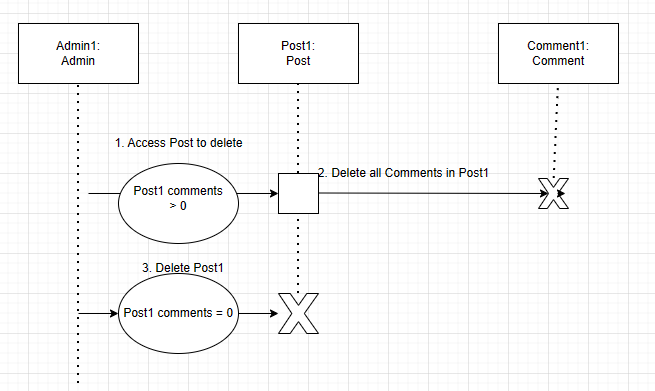 Admin1:
Admin
Post1:
Post
Comment1:
Comment
1. Access Post to delete
2. Delete all Comments in Post1
Post1 comments
> 0
3. Delete Post1
Post1 comments = 0